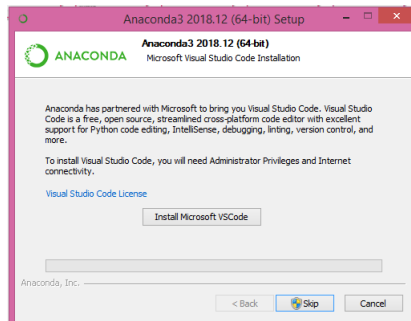 Anaconda3 2018.12 (64-bit) Setup
ANACONDA
Anaconda3 2018.12 (64-bit)
Microsoft Visual Studio Code Installation
Anaconda has partnered with Microsoft to bring you Visual Studio Code. Visual Studio
Code is a free, open source, streamlined cross-platform code editor with excellent
support for Python code editing, IntelliSense, debugging, linting, version control, and
more.
To install Visual Studio Code, you will need Administrator Privileges and Internet
connectivity.
Visual Studio Code License
Install Microsoft VSCode
Anaconda, Inc.
< Back
Skip
Cancel